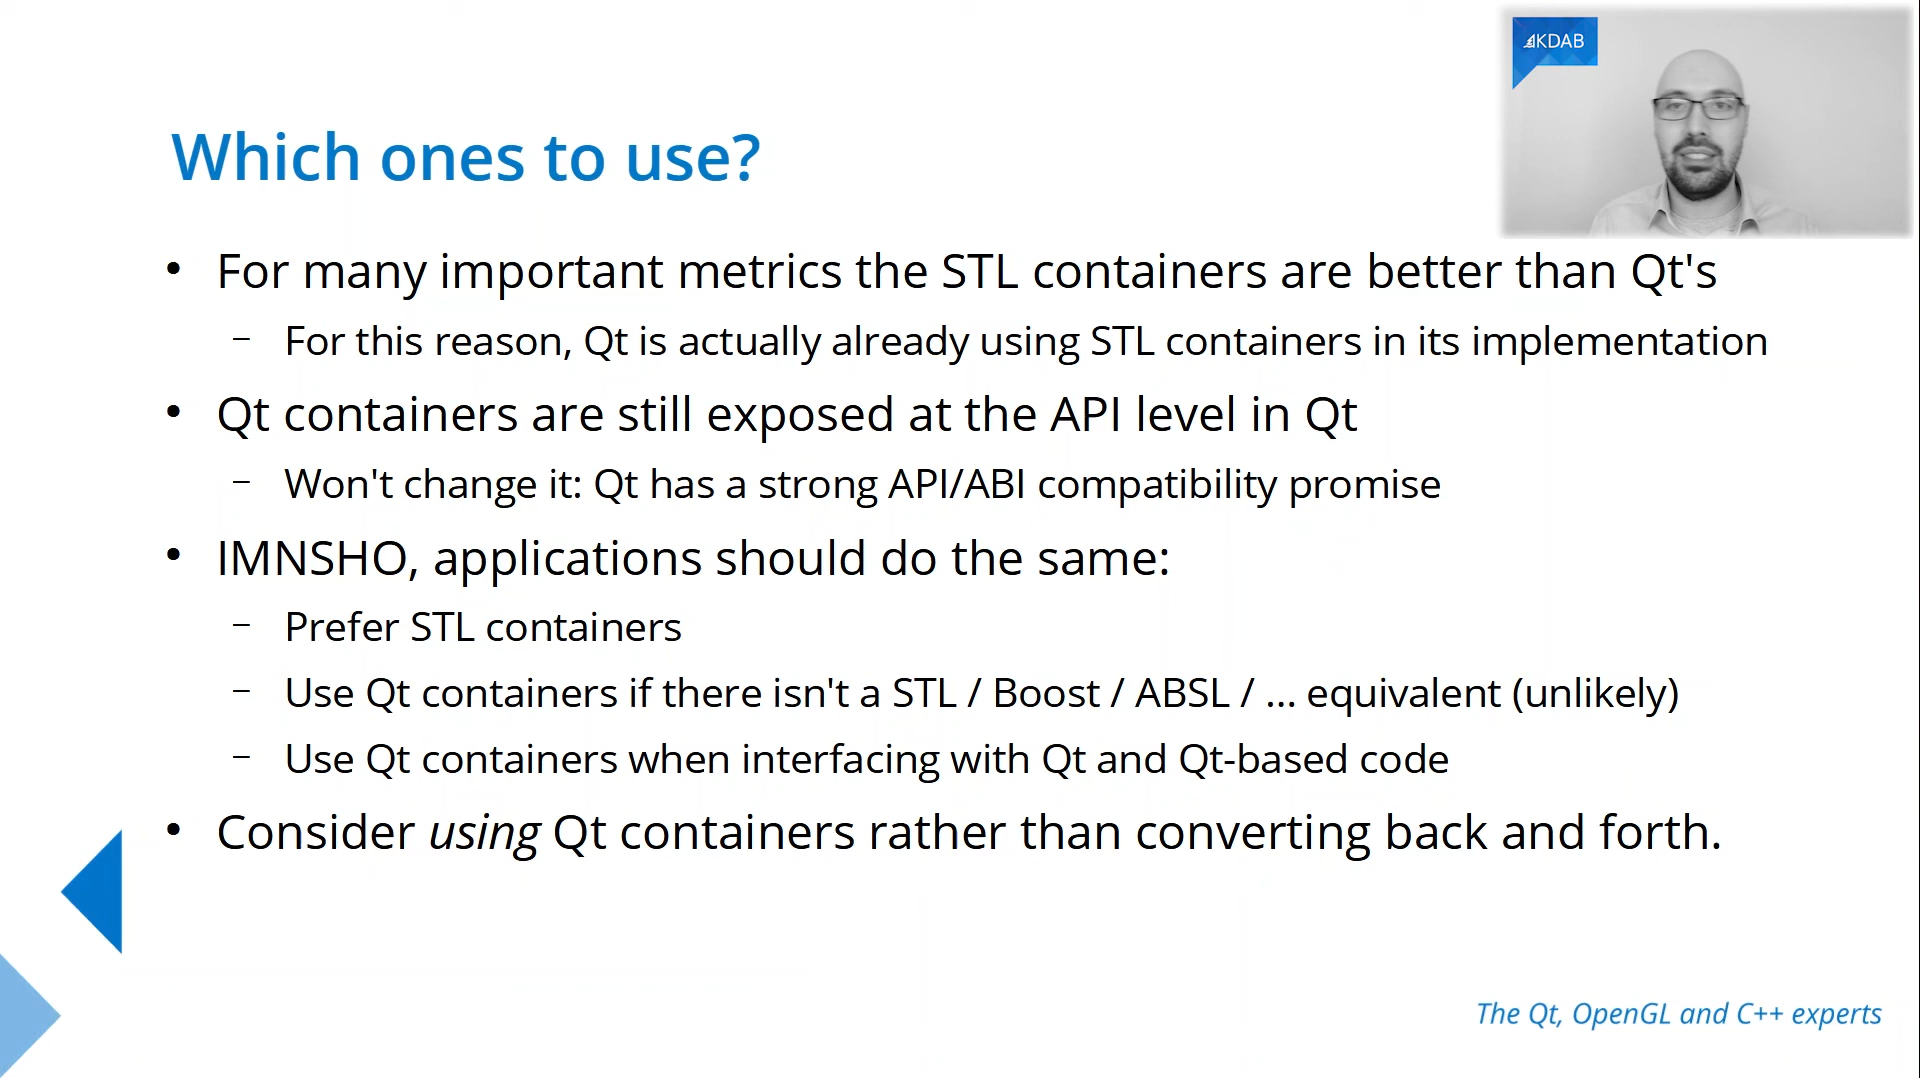 KDAB
Which ones to use?
• For many important metrics the STL containers are better than Qt's
– For this reason, Qt is actually already using STL containers in its implementation
• Qt containers are still exposed at the API level in Qt
– Won't change it: Qt has a strong API/ABI compatibility promise
• IMNSHO, applications should do the same:
– Prefer STL containers
– Use Qt containers if there isn't a STL / Boost / ABSL / ... equivalent (unlikely)
– Use Qt containers when interfacing with Qt and Qt-based code
• Consider using Qt containers rather than converting back and forth.
The Qt, OpenGL and C++ experts